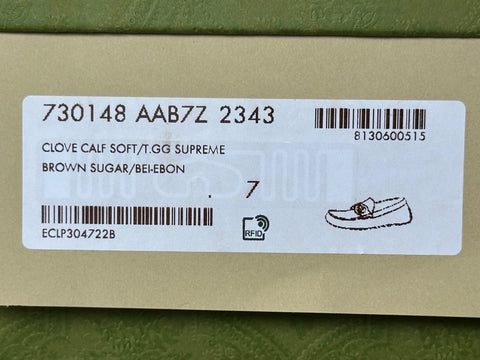 730148 AAB7Z 2343
8130600515
CLOVE CALF SOFT/T.GG SUPREME
BROWN SUGAR/BEI-EBON
. 7
ECLP304722B
RFID